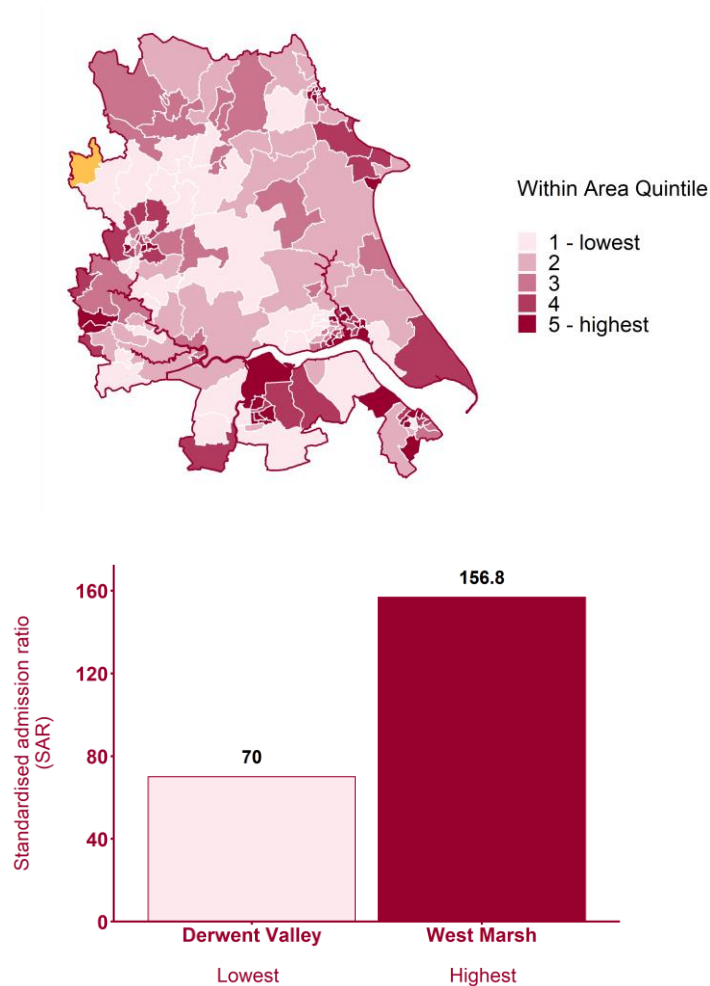 Within Area Quintile
1 - lowest
2
3
4
5 - highest
Standardised admission ratio
(SAR)
160
120
80
40
0
70
156.8
Derwent Valley
West Marsh
Lowest
Highest